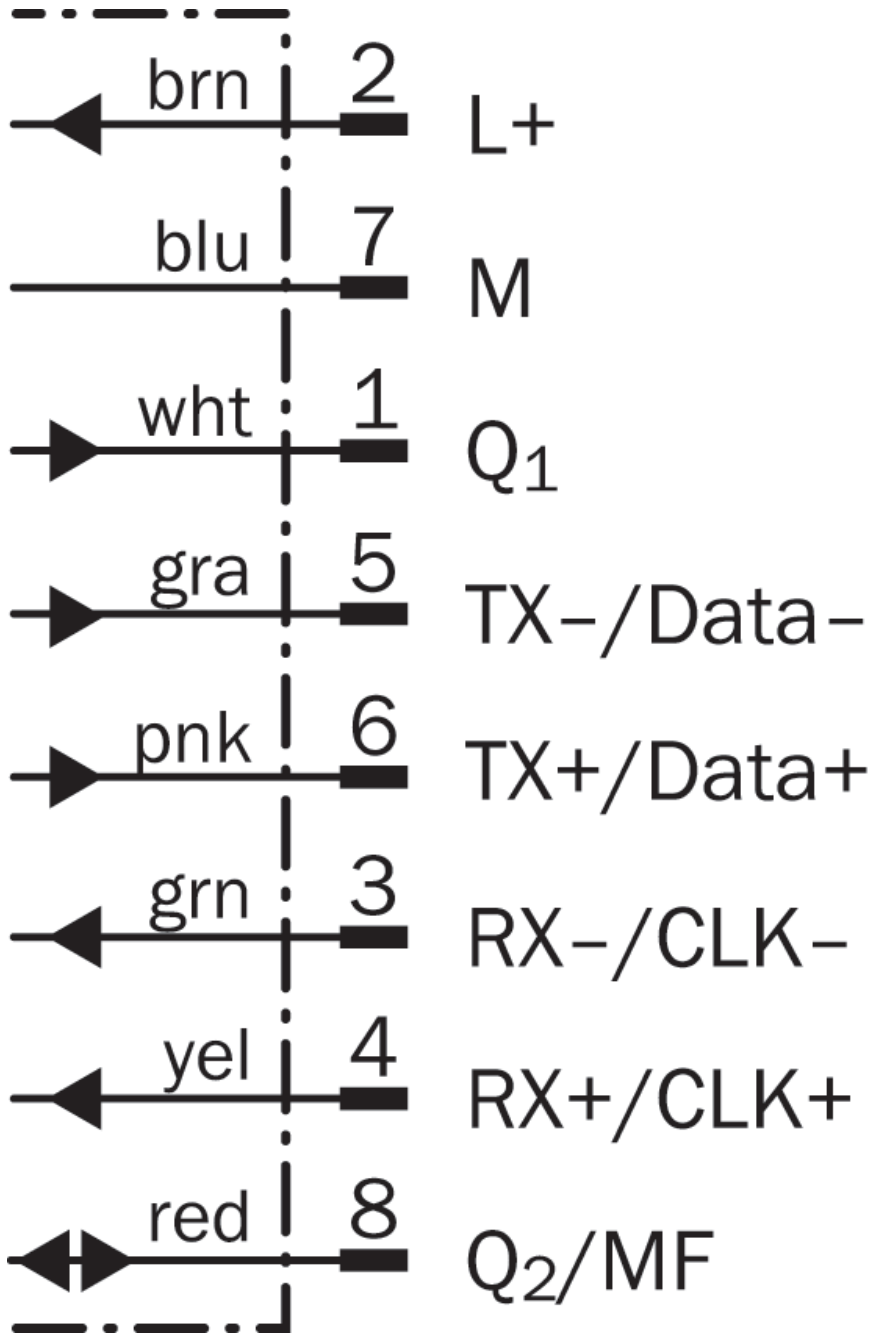 brn 2 L+
blu 7 M
wht 1 Q₁
gra 5 TX–/Data–
pnk 6 TX+/Data+
grn 3 RX–/CLK–
yel 4 RX+/CLK+
red 8 Q₂/MF